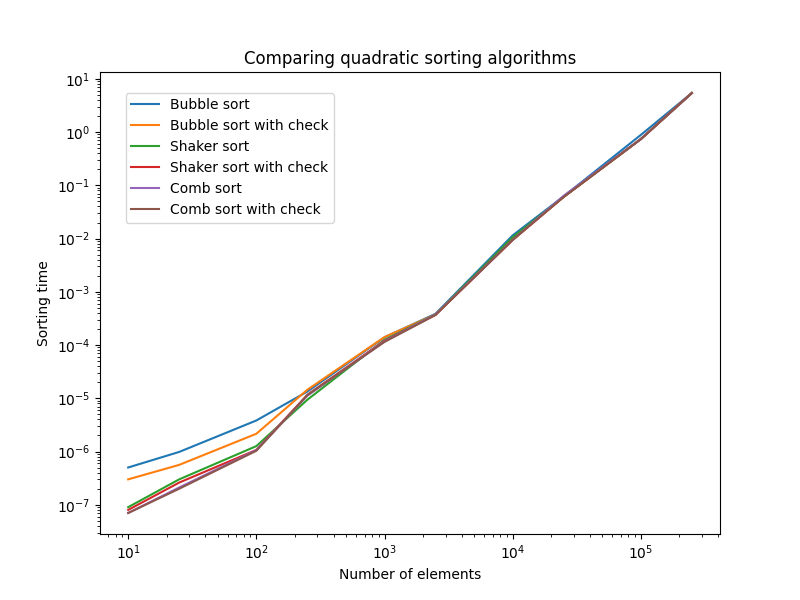 Comparing quadratic sorting algorithms
10¹
10⁰
10⁻¹
10⁻²
10⁻³
10⁻⁴
10⁻⁵
10⁻⁶
10⁻⁷
Sorting time
Bubble sort
Bubble sort with check
Shaker sort
Shaker sort with check
Comb sort
Comb sort with check
10¹ 10² 10³ 10⁴ 10⁵
Number of elements